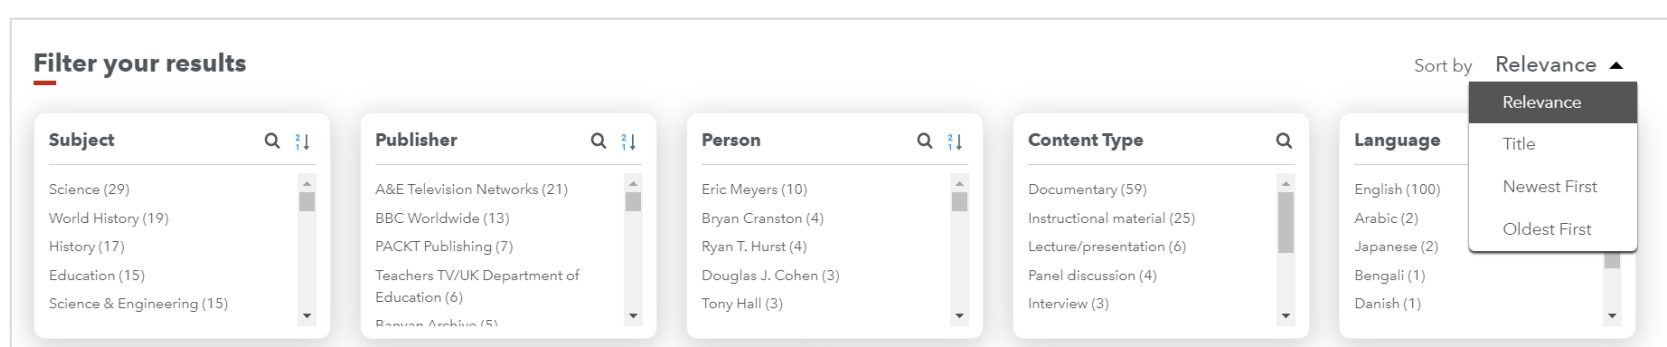 Filter your results
Sort by Relevance
Relevance
Title
Newest First
Oldest First
Subject
Science (29)
World History (19)
History (17)
Education (15)
Science & Engineering (15)
Publisher
A&E Television Networks (21)
BBC Worldwide (13)
PACKT Publishing (7)
Teachers TV/UK Department of
Education (6)
Banyan Archive (5)
Person
Eric Meyers (10)
Bryan Cranston (4)
Ryan T. Hurst (4)
Douglas J. Cohen (3)
Tony Hall (3)
Content Type
Documentary (59)
Instructional material (25)
Lecture/presentation (6)
Panel discussion (4)
Interview (3)
Language
English (100)
Arabic (2)
Japanese (2)
Bengali (1)
Danish (1)